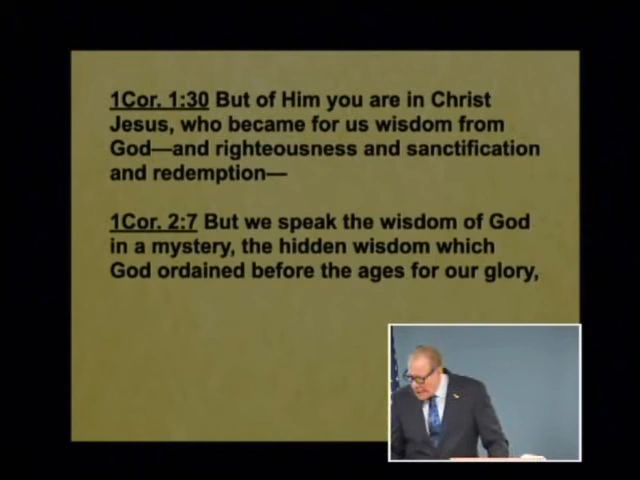 1Cor. 1:30 But of Him you are in Christ
Jesus, who became for us wisdom from
God—and righteousness and sanctification
and redemption—
1Cor. 2:7 But we speak the wisdom of God
in a mystery, the hidden wisdom which
God ordained before the ages for our glory,